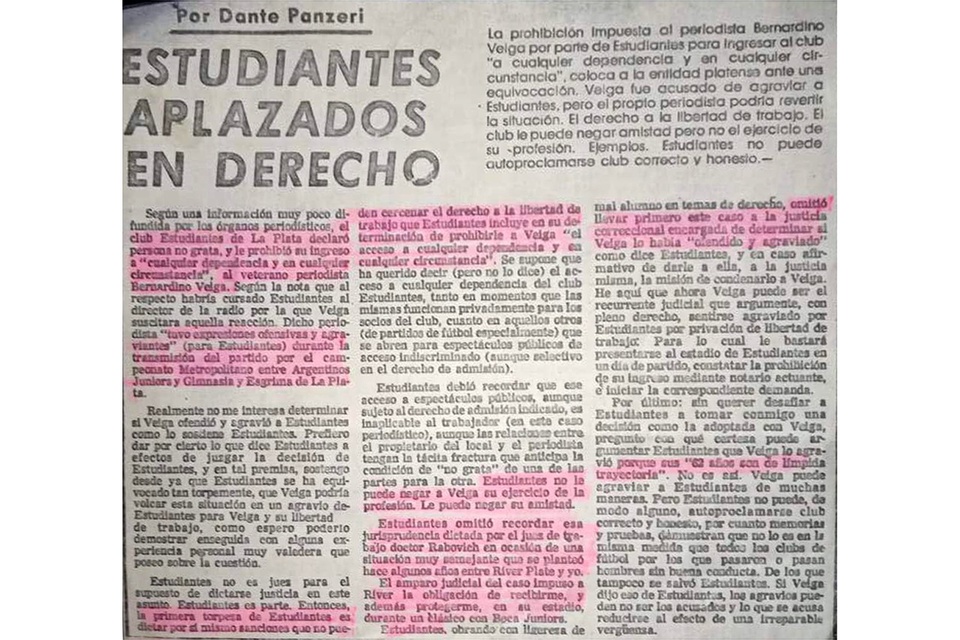 Por Dante Panzeri
ESTUDIANTES
APLAZADOS
EN DERECHO
La prohibición impuesta al periodista Bernardino
Veiga por parte de Estudiantes para ingresar al club
"a cualquier dependencia y en cualquier cir-
cunstancia", coloca a la entidad platense ante una
equivocación. Veiga fue acusado de agraviar a
Estudiantes, pero el propio periodista podría revertir
la situación. El derecho a la libertad de trabajo. El
club le puede negar amistad pero no el ejercicio de
su profesión. Ejemplos. Estudiantes no puede
autoproclamarse club correcto y honesto.—
Según una información muy poco di-
fundida por los órganos periodísticos, el
club Estudiantes de La Plata declaró
persona no grata, y le prohibió su ingreso
a "cualquier dependencia y en cualquier
circunstancia", al veterano periodista
Bernardino Veiga. Según la nota que al
respecto habría cursado Estudiantes al
director de la radio por la que Veiga
suscitara aquella reacción. Dicho perio-
dista "tuvo expresiones ofensivas y agra-
viantes" (para Estudiantes) durante la
transmisión del partido por el cam-
peonato Metropolitano entre Argentinos
Juniors y Gimnasia y Esgrima de La Pla-
ta.
Realmente no me interesa determinar
si Veiga ofendió y agravió a Estudiantes
como lo sostiene Estudiantes. Prefiero
dar por cierto lo que dice Estudiantes a
efectos de juzgar la decisión de
Estudiantes, y en tal premisa, sostengo
desde ya que Estudiantes se ha equi-
vocado tan torpemente, que Veiga podría
volcar esta situación en un agravio de
Estudiantes para Veiga y su libertad
de trabajo, como espero poderlo
demostrar enseguida con alguna ex-
periencia personal muy valedera que
poseo sobre la cuestión.
Estudiantes no es juez para el
supuesto de dictarse justicia en este
asunto. Estudiantes es parte. Entonces,
la primera torpeza de Estudiantes es
dictar por sí mismo sanciones que no pue-
den cercenar el derecho a la libertad de
trabajo que Estudiantes incluye en su de-
terminación de prohibirle a Veiga "el
acceso a cualquier dependencia y en
cualquier circunstancia". Se supone que
ha querido decir (pero no lo dice) el ac-
ceso a cualquier dependencia del club
Estudiantes, tanto en momentos que las
mismas funcionan privadamente para los
socios del club, cuanto en aquellos otros
(de partidos de fútbol especialmente) que
se abren para espectáculos públicos de
acceso indiscriminado (aunque selectivo
en el derecho de admisión).
Estudiantes debió recordar que ese
acceso a espectáculos públicos, aunque
sujeto al derecho de admisión indicado, es
inaplicable al trabajador (en este caso
periodístico), aunque las relaciones entre
el propietario del local y el periodista
tengan la tácita fractura que anticipa la
condición de "no grata" de una de las
partes para la otra. Estudiantes no le
puede negar a Veiga su ejercicio de la
profesión. Le puede negar su amistad.
Estudiantes omitió recordar esa
jurisprudencia dictada por el juez de tra-
bajo doctor Rabovich en ocasión de una
situación muy semejante que se planteó
hace algunos años entre River Plate y yo.
El amparo judicial del caso impuso a
River la obligación de recibirme, y
además protegerme, en su estadio,
durante un clásico con Boca Juniors.
Estudiantes, obrando con ligereza de
mal alumno en temas de derecho, omitió
llevar primero este caso a la justicia
correccional encargada de determinar si
Veiga lo había "ofendido y agraviado"
como dice Estudiantes, y en caso afir-
mativo de darle a ella, a la justicia
misma, la misión de condenarlo a Veiga.
He aquí que ahora Veiga puede ser el
recurrente judicial que argumente, con
pleno derecho, sentirse agraviado por
Estudiantes por privación de libertad de
trabajo: Para lo cual le bastará
presentarse al estadio de Estudiantes en
un día de partido, constatar la prohibición
de su ingreso mediante notario actuante,
e iniciar la correspondiente demanda.
Por último: sin querer desafiar a
Estudiantes a tomar conmigo una
decisión como la adoptada con Veiga,
pregunto con qué certeza puede ar-
gumentar Estudiantes que Veiga lo agra-
vió porque sus "62 años son de límpida
trayectoria". No es así. Veiga puede
agraviar a Estudiantes de muchas
maneras. Pero Estudiantes no puede, de
modo alguno, autoproclamarse club
correcto y honesto, por cuanto memorias
y pruebas, demuestran que no lo es en la
misma medida que todos los clubs de
fútbol por los que pasaron o pasan
hombres sin buena conducta. De los que
tampoco se salvó Estudiantes. Si Veiga
dijo eso de Estudiantes, los agravios pue-
den no ser los acusados y lo que se acusa
reducirse al efecto de una irreparable
vergüenza.